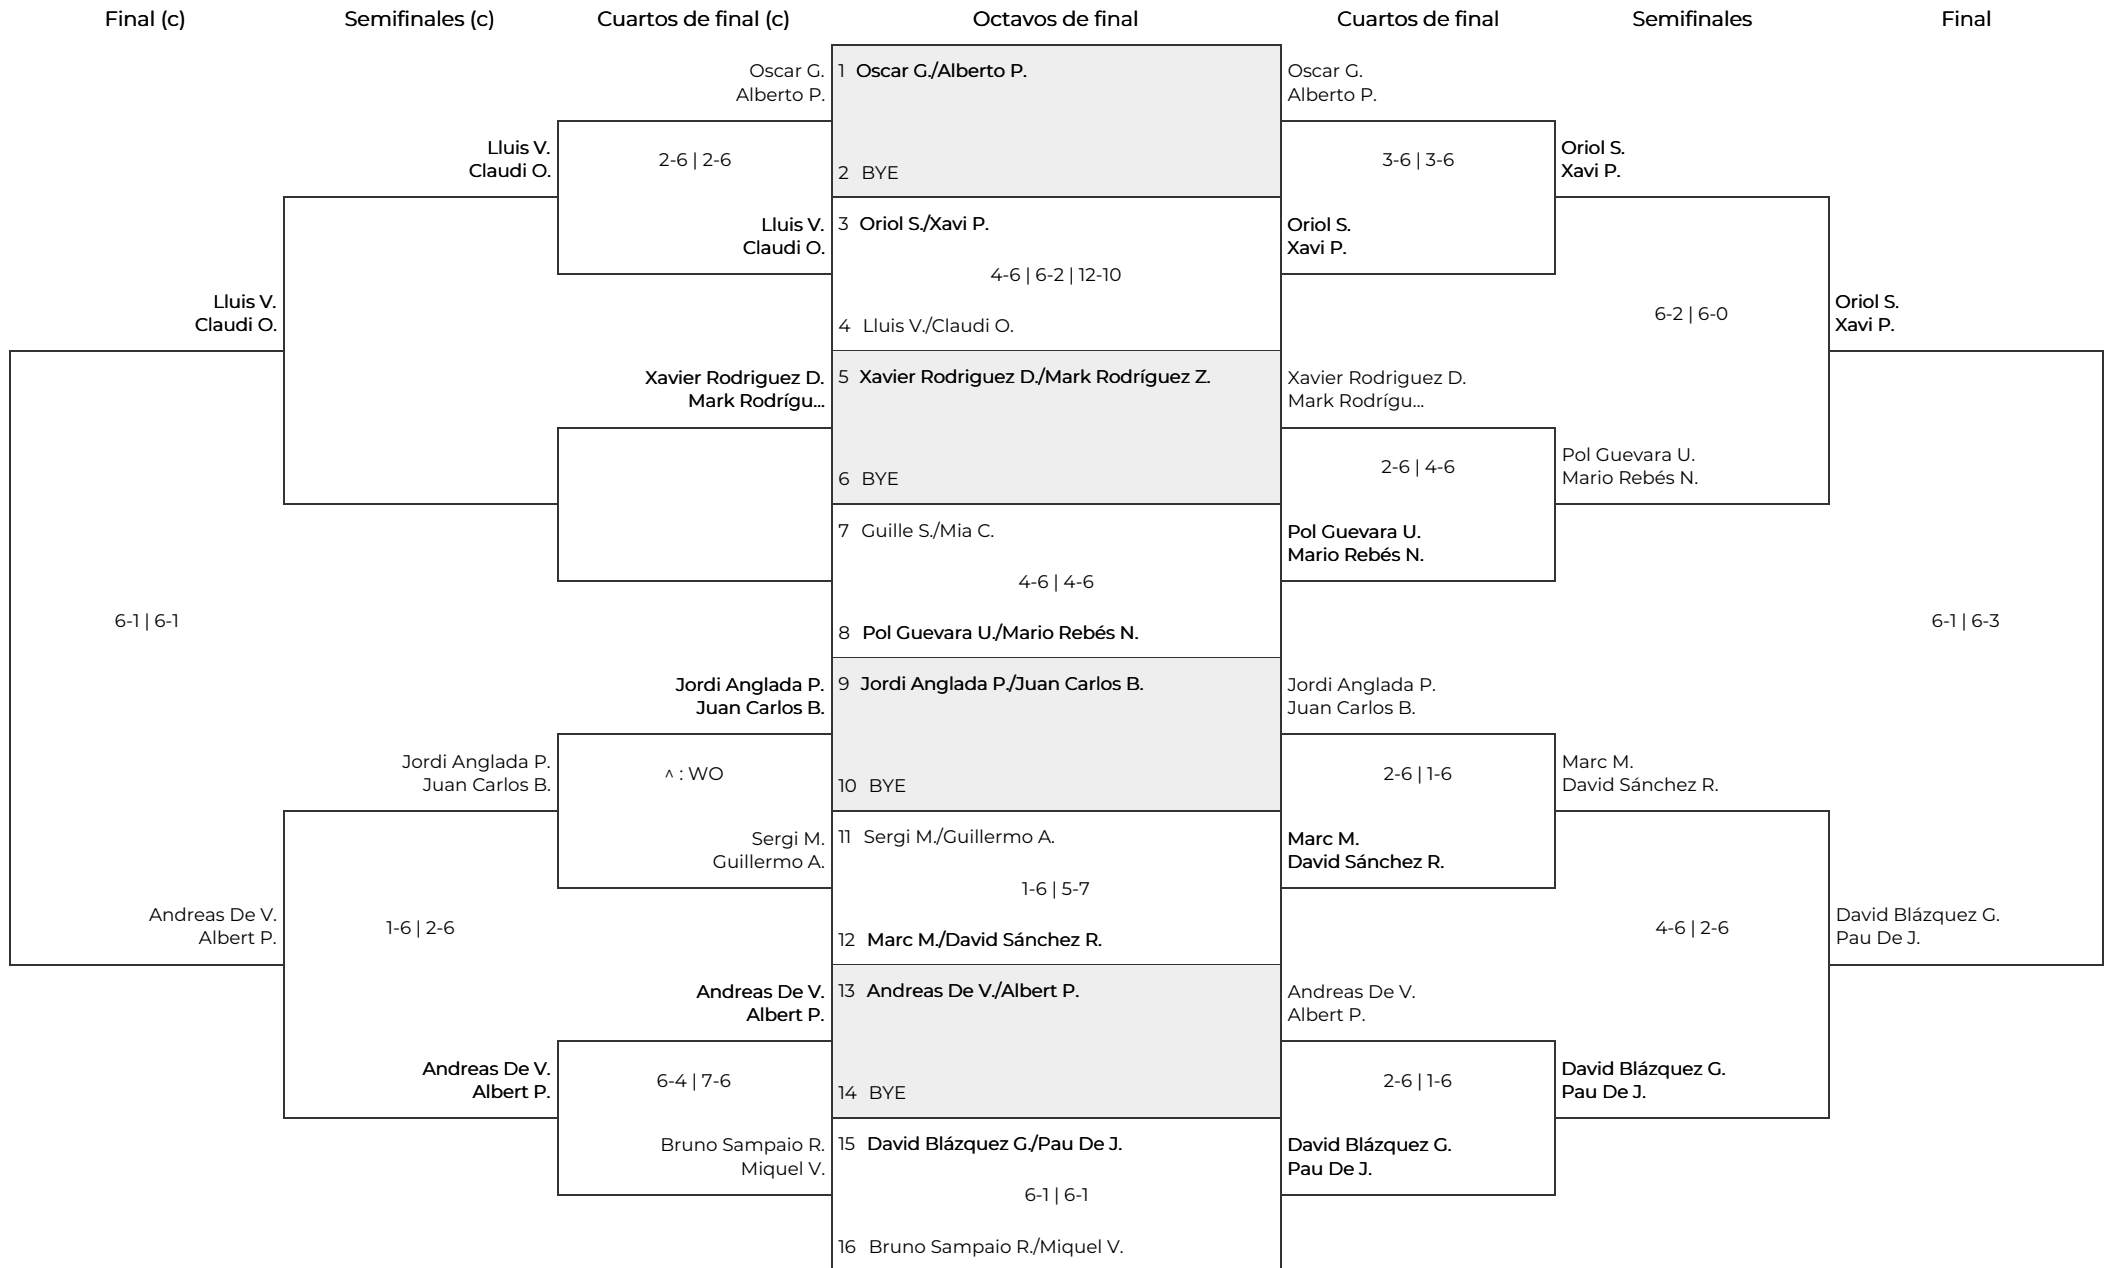 Final (c)
Semifinales (c)
Cuartos de final (c)
Octavos de final
Cuartos de final
Semifinales
Final
Lluis V.
Claudi O.
6-1 | 6-1
Andreas De V.
Albert P.
Lluis V.
Claudi O.
Jordi Anglada P.
Juan Carlos B.
1-6 | 2-6
Andreas De V.
Albert P.
Oscar G.
Alberto P.
2-6 | 2-6
Lluis V.
Claudi O.
Xavier Rodriguez D.
Mark Rodrígu...
Jordi Anglada P.
Juan Carlos B.
^ : WO
Sergi M.
Guillermo A.
Andreas De V.
Albert P.
6-4 | 7-6
Bruno Sampaio R.
Miquel V.
1 Oscar G./Alberto P.
2 BYE
3 Oriol S./Xavi P.
4-6 | 6-2 | 12-10
4 Lluis V./Claudi O.
5 Xavier Rodriguez D./Mark Rodríguez Z.
6 BYE
7 Guille S./Mia C.
4-6 | 4-6
8 Pol Guevara U./Mario Rebés N.
9 Jordi Anglada P./Juan Carlos B.
10 BYE
11 Sergi M./Guillermo A.
1-6 | 5-7
12 Marc M./David Sánchez R.
13 Andreas De V./Albert P.
14 BYE
15 David Blázquez G./Pau De J.
6-1 | 6-1
16 Bruno Sampaio R./Miquel V.
Oscar G.
Alberto P.
3-6 | 3-6
Oriol S.
Xavi P.
Xavier Rodriguez D.
Mark Rodrígu...
2-6 | 4-6
Pol Guevara U.
Mario Rebés N.
Jordi Anglada P.
Juan Carlos B.
2-6 | 1-6
Marc M.
David Sánchez R.
Andreas De V.
Albert P.
2-6 | 1-6
David Blázquez G.
Pau De J.
Oriol S.
Xavi P.
6-2 | 6-0
Pol Guevara U.
Mario Rebés N.
Marc M.
David Sánchez R.
4-6 | 2-6
David Blázquez G.
Pau De J.
Oriol S.
Xavi P.
6-1 | 6-3
David Blázquez G.
Pau De J.